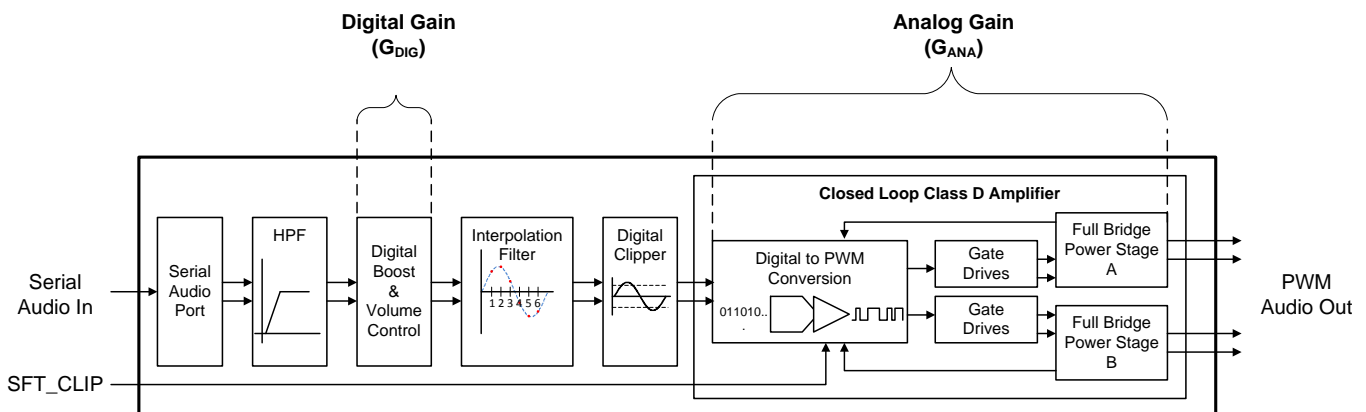 Digital Gain
(GDIG)
Analog Gain
(GANA)
Closed Loop Class D Amplifier
Serial
Audio In
Serial
Audio
Port
HPF
Digital
Boost
&
Volume
Control
Interpolation
Filter
1 2 3 4 5 6
Digital
Clipper
Digital to PWM
Conversion
011010..
.
Gate
Drives
Gate
Drives
Full Bridge
Power Stage
A
Full Bridge
Power Stage
B
PWM
Audio Out
SFT_CLIP